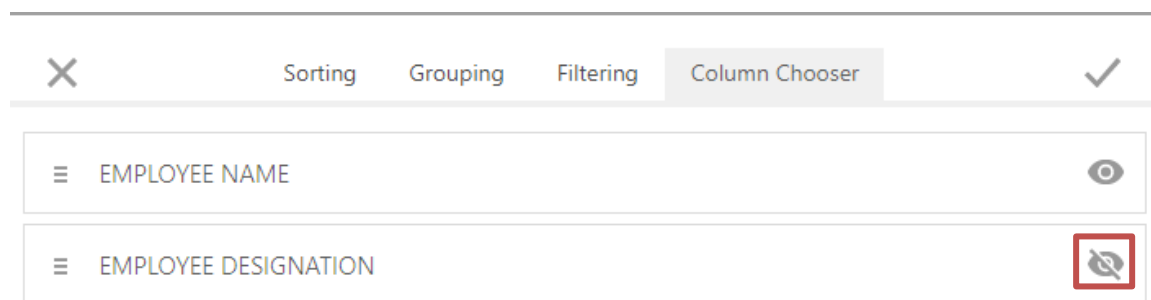 Sorting Grouping Filtering Column Chooser
EMPLOYEE NAME
EMPLOYEE DESIGNATION